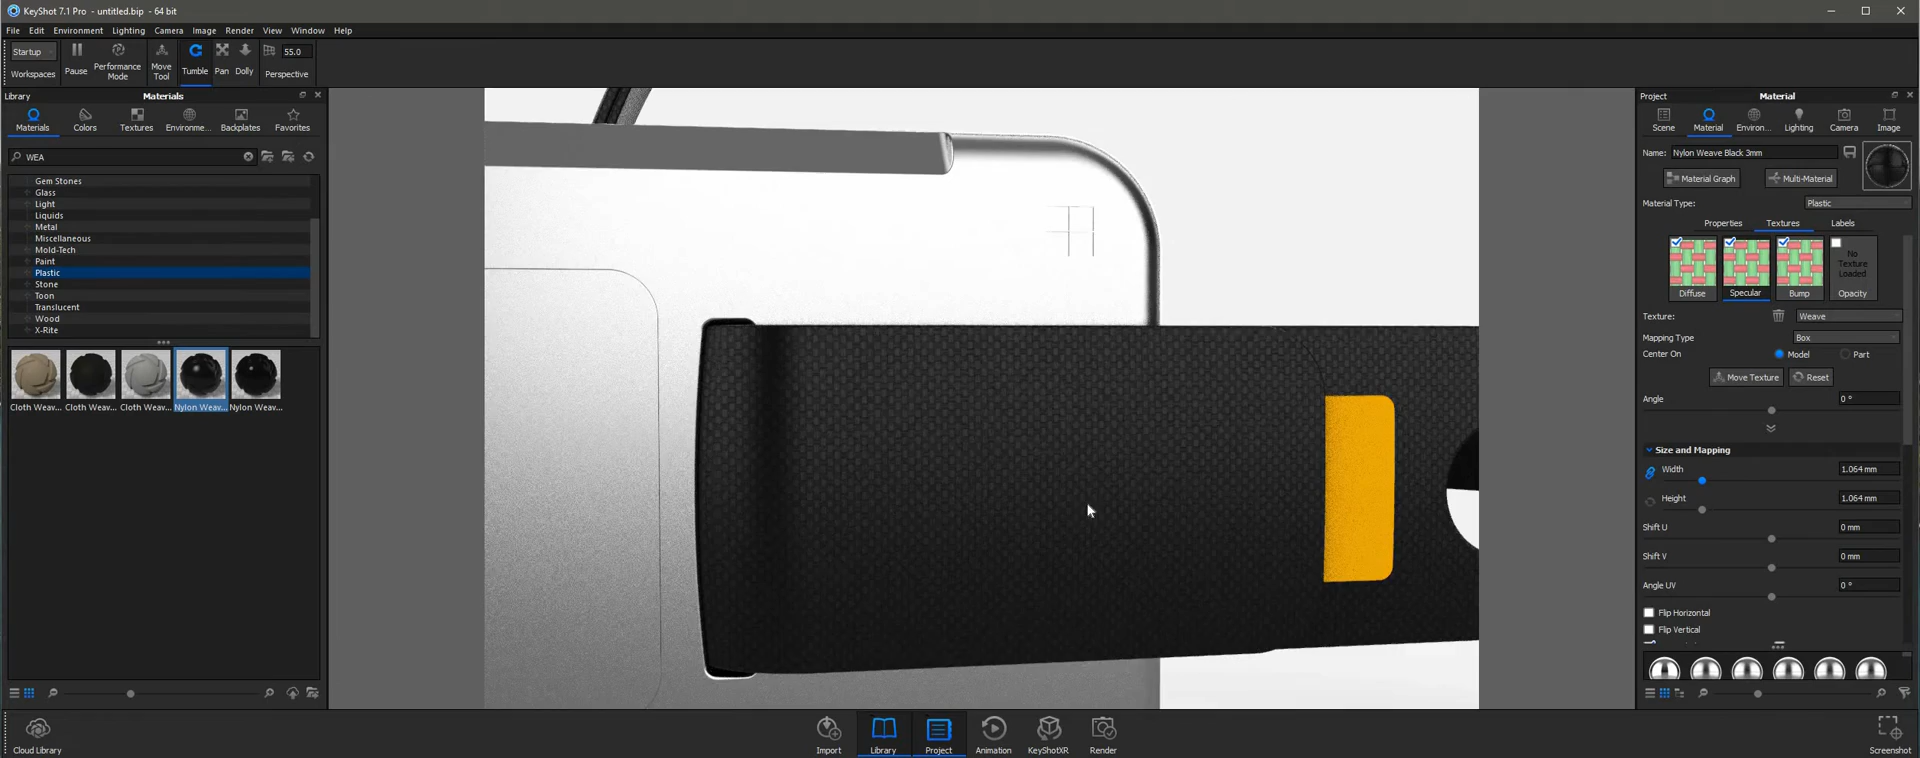 KeyShot 7.1 Pro - untitled.bip - 64 bit
File Edit Environment Lighting Camera Image Render View Window Help
Startup
Workspaces
Pause
Performance Mode
Move Tool
Tumble
Pan
Dolly
55.0
Perspective
Library
Materials
Materials Colors Textures Environme... Backplates Favorites
WEA
Gem Stones
Glass
Light
Liquids
Metal
Miscellaneous
Mold-Tech
Paint
Plastic
Stone
Toon
Translucent
Wood
X-Rite
Cloth Weav... Cloth Weav... Cloth Weav... Nylon Weav... Nylon Weav...
Project
Material
Scene Material Environ... Lighting Camera Image
Name: Nylon Weave Black 3mm
Material Graph
Multi-Material
Material Type: Plastic
Properties Textures Labels
No Texture Loaded
Diffuse Specular Bump Opacity
Texture: Weave
Mapping Type Box
Center On Model Part
Move Texture Reset
Angle 0 °
Size and Mapping
Width 1.064 mm
Height 1.064 mm
Shift U 0 mm
Shift V 0 mm
Angle UV 0 °
Flip Horizontal
Flip Vertical
Cloud Library
Import Library Project Animation KeyShotXR Render
Screenshot